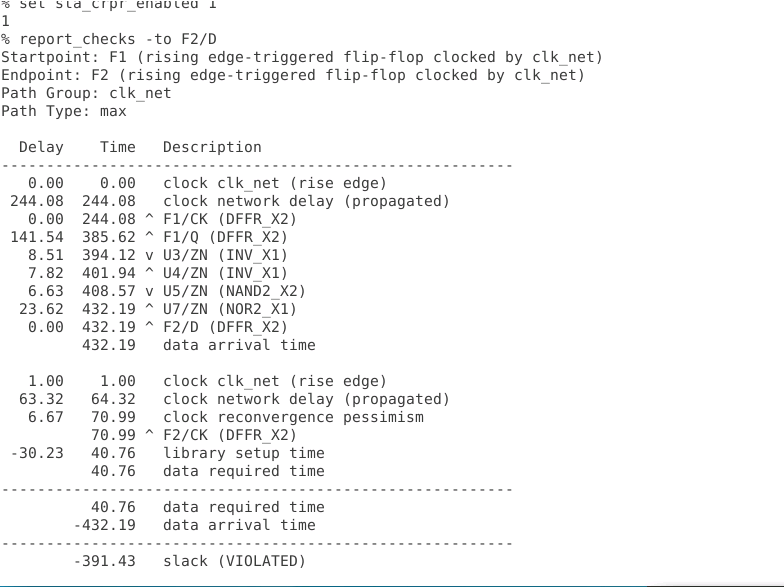 % set sta_crpr_enabled 1
1
% report_checks -to F2/D
Startpoint: F1 (rising edge-triggered flip-flop clocked by clk_net)
Endpoint: F2 (rising edge-triggered flip-flop clocked by clk_net)
Path Group: clk_net
Path Type: max

  Delay    Time   Description
---------------------------------------------------------
   0.00    0.00   clock clk_net (rise edge)
 244.08  244.08   clock network delay (propagated)
   0.00  244.08 ^ F1/CK (DFFR_X2)
 141.54  385.62 ^ F1/Q (DFFR_X2)
   8.51  394.12 v U3/ZN (INV_X1)
   7.82  401.94 ^ U4/ZN (INV_X1)
   6.63  408.57 v U5/ZN (NAND2_X2)
  23.62  432.19 ^ U7/ZN (NOR2_X1)
   0.00  432.19 ^ F2/D (DFFR_X2)
         432.19   data arrival time

   1.00    1.00   clock clk_net (rise edge)
  63.32   64.32   clock network delay (propagated)
   6.67   70.99   clock reconvergence pessimism
          70.99 ^ F2/CK (DFFR_X2)
 -30.23   40.76   library setup time
          40.76   data required time
---------------------------------------------------------
          40.76   data required time
        -432.19   data arrival time
---------------------------------------------------------
        -391.43   slack (VIOLATED)